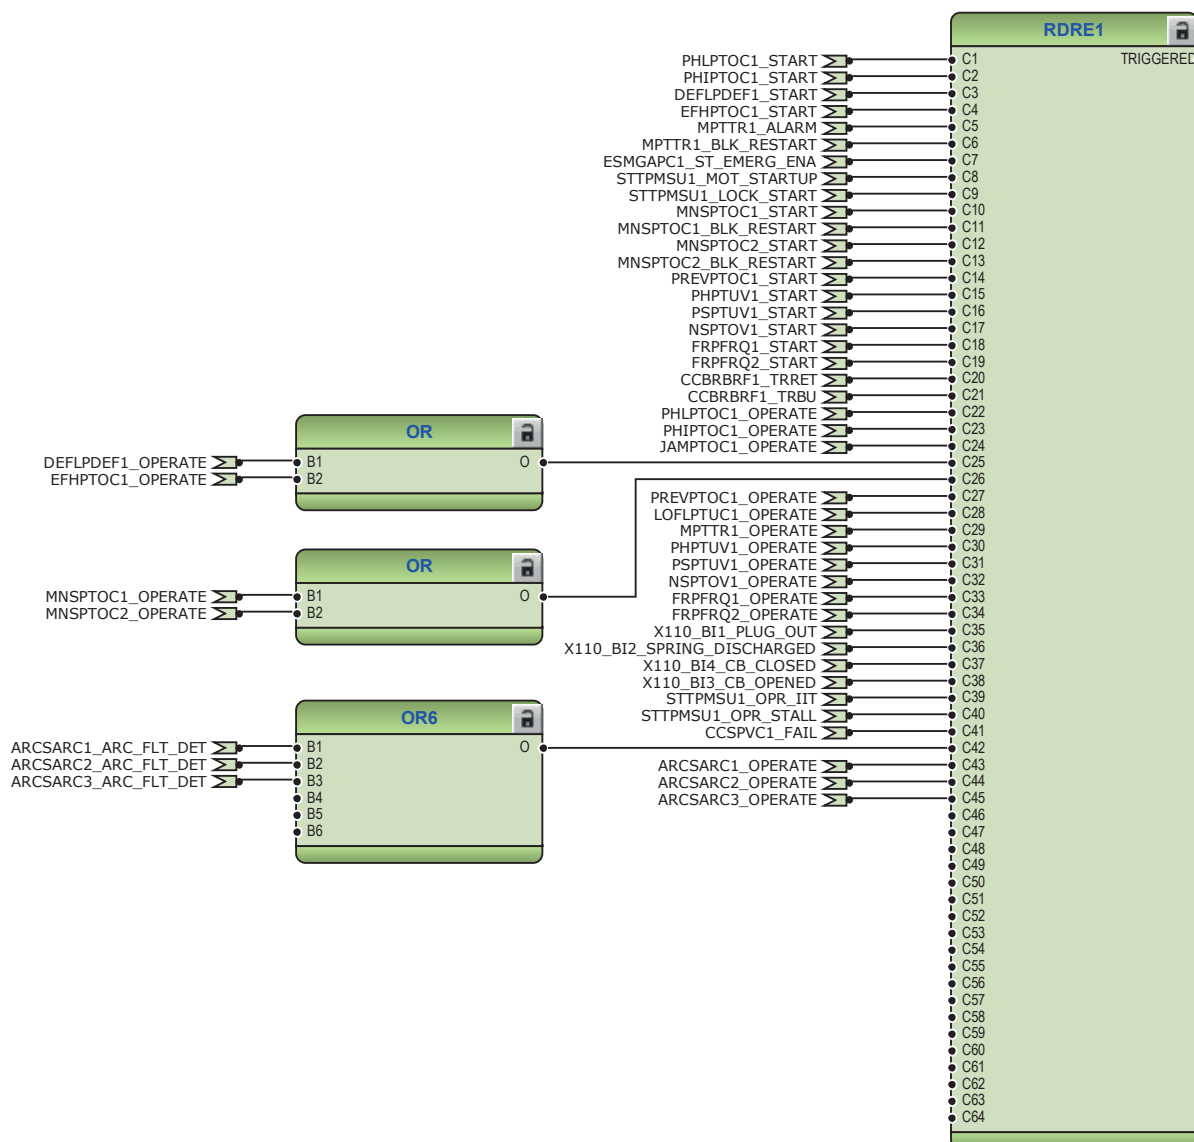 RDRE1
TRIGGERED
PHLPTOC1_START C1
PHIPTOC1_START C2
DEFLPDEF1_START C3
EFHPTOC1_START C4
MPTTR1_ALARM C5
MPTTR1_BLK_RESTART C6
ESMGAPC1_ST_EMERG_ENA C7
STTPMSU1_MOT_STARTUP C8
STTPMSU1_LOCK_START C9
MNSPTOC1_START C10
MNSPTOC1_BLK_RESTART C11
MNSPTOC2_START C12
MNSPTOC2_BLK_RESTART C13
PREVPTOC1_START C14
PHPTUV1_START C15
PSPTUV1_START C16
NSPTOV1_START C17
FRPFRQ1_START C18
FRPFRQ2_START C19
CCBRBRF1_TRRET C20
CCBRBRF1_TRBU C21
PHLPTOC1_OPERATE C22
PHIPTOC1_OPERATE C23
JAMPTOC1_OPERATE C24
OR
DEFLPDEF1_OPERATE B1 O C25
EFHPTOC1_OPERATE B2
C26
PREVPTOC1_OPERATE C27
LOFLPTUC1_OPERATE C28
MPTTR1_OPERATE C29
PHPTUV1_OPERATE C30
PSPTUV1_OPERATE C31
OR
MNSPTOC1_OPERATE B1 O
MNSPTOC2_OPERATE B2
NSPTOV1_OPERATE C32
FRPFRQ1_OPERATE C33
FRPFRQ2_OPERATE C34
X110_BI1_PLUG_OUT C35
X110_BI2_SPRING_DISCHARGED C36
X110_BI4_CB_CLOSED C37
X110_BI3_CB_OPENED C38
STTPMSU1_OPR_IIT C39
STTPMSU1_OPR_STALL C40
CCSPVC1_FAIL C41
OR6
ARCSARC1_ARC_FLT_DET B1 O C42
ARCSARC2_ARC_FLT_DET B2
ARCSARC3_ARC_FLT_DET B3
B4
B5
B6
ARCSARC1_OPERATE C43
ARCSARC2_OPERATE C44
ARCSARC3_OPERATE C45
C46
C47
C48
C49
C50
C51
C52
C53
C54
C55
C56
C57
C58
C59
C60
C61
C62
C63
C64